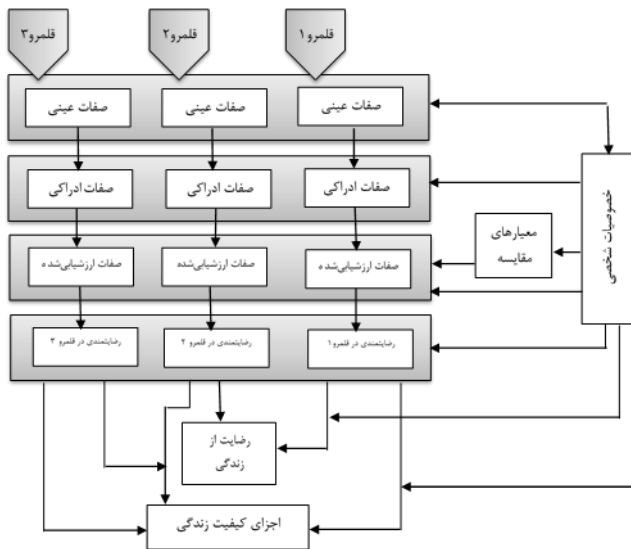 قلمرو۱
قلمرو۲
قلمرو۳
صفات عینی
صفات عینی
صفات عینی
صفات ادراکی
صفات ادراکی
صفات ادراکی
خصوصیات شخصی
معیارهای
مقایسه
صفات ارزشیابی‌شده
صفات ارزشیابی‌شده
صفات ارزشیابی‌شده
رضایتمندی در قلمرو۱
رضایتمندی در قلمرو ۲
رضایتمندی در قلمرو ۳
رضایت از
زندگی
اجزای کیفیت زندگی